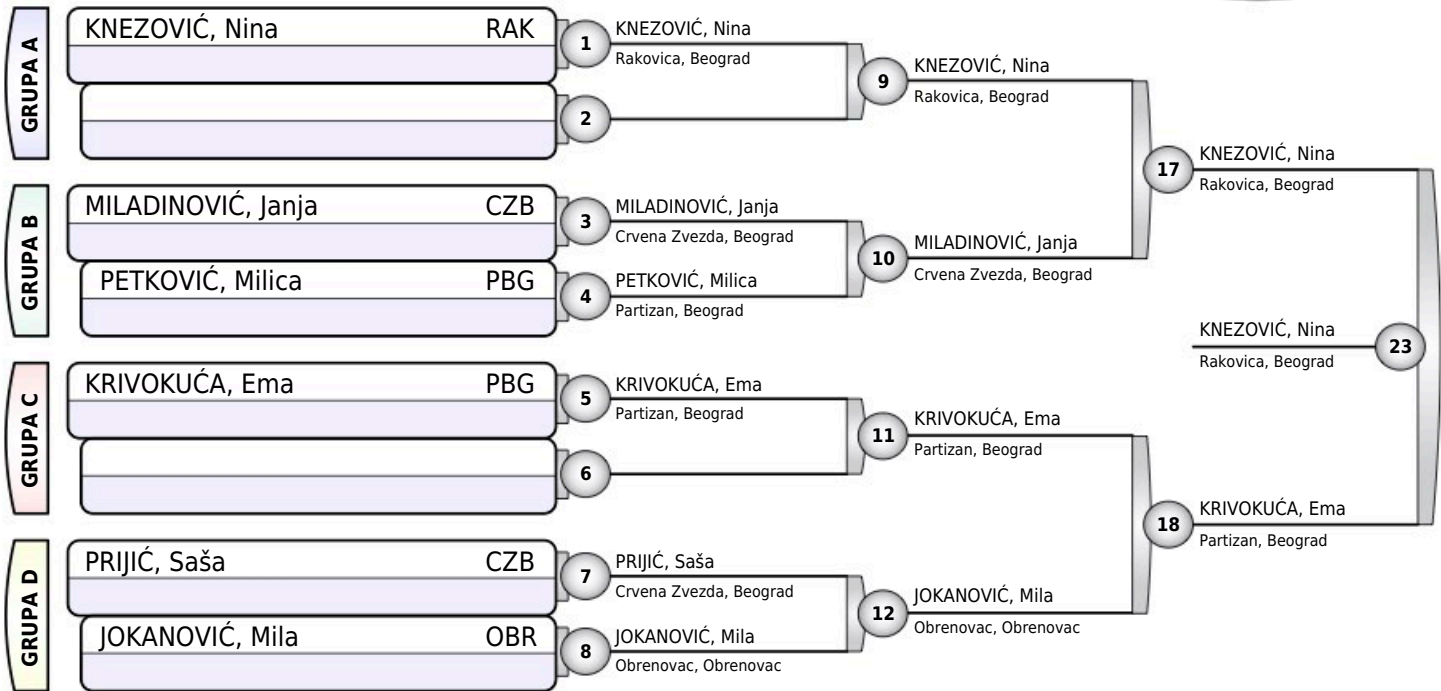 GRUPA A
KNEZOVIĆ, Nina RAK
1
KNEZOVIĆ, Nina
Rakovica, Beograd
2
9
KNEZOVIĆ, Nina
Rakovica, Beograd
GRUPA B
MILADINOVIĆ, Janja CZB
3
MILADINOVIĆ, Janja
Crvena Zvezda, Beograd
PETKOVIĆ, Milica PBG
4
PETKOVIĆ, Milica
Partizan, Beograd
10
MILADINOVIĆ, Janja
Crvena Zvezda, Beograd
17
KNEZOVIĆ, Nina
Rakovica, Beograd
KNEZOVIĆ, Nina
Rakovica, Beograd
23
GRUPA C
KRIVOKUĆA, Ema PBG
5
KRIVOKUĆA, Ema
Partizan, Beograd
6
11
KRIVOKUĆA, Ema
Partizan, Beograd
GRUPA D
PRIJIĆ, Saša CZB
7
PRIJIĆ, Saša
Crvena Zvezda, Beograd
JOKANOVIĆ, Mila OBR
8
JOKANOVIĆ, Mila
Obrenovac, Obrenovac
12
JOKANOVIĆ, Mila
Obrenovac, Obrenovac
18
KRIVOKUĆA, Ema
Partizan, Beograd